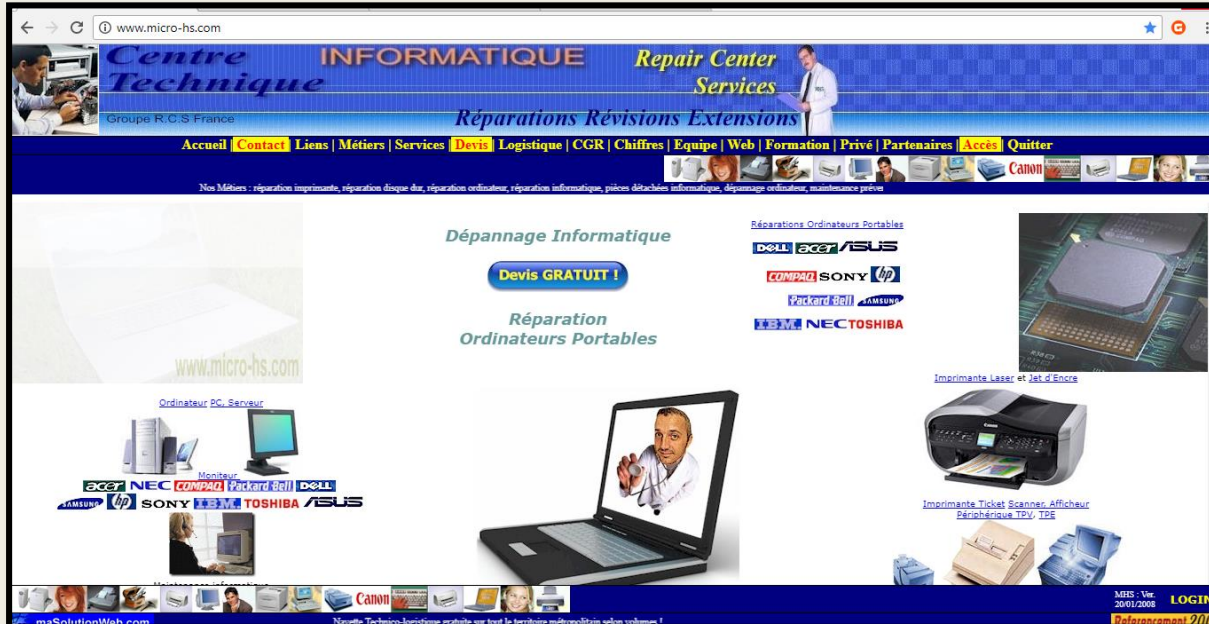 www.micro-hs.com
Centre INFORMATIQUE Repair Center
Technique Services
Groupe R.C.S France Réparations Révisions Extensions
Accueil | Contact | Liens | Métiers | Services | Devis | Logistique | CGR | Chiffres | Equipe | Web | Formation | Privé | Partenaires | Accès | Quitter
Canon
Nos Métiers : réparation imprimante, réparation disque dur, réparation ordinateur, réparation informatique, pièces détachées informatique, dépannage ordinateur, maintenance préve
Dépannage Informatique
Devis GRATUIT !
Réparation
Ordinateurs Portables
Réparations Ordinateurs Portables
DELL acer ASUS
COMPAQ SONY hp
Packard Bell SAMSUNG
IBM. NEC TOSHIBA
www.micro-hs.com
Ordinateur PC, Serveur
Moniteur
acer NEC COMPAQ Packard Bell DELL
SAMSUNG hp SONY IBM. TOSHIBA ASUS
Maintenance informatique
Imprimante Laser et Jet d'Encre
Canon
Imprimante Ticket Scanner, Afficheur
Périphérique TPV, TPE
Canon
MHS : Ver.
20/01/2008
LOGIN
maSolutionWeb.com
Navette Technico-logistique gratuite sur tout le territoire métropolitain selon volumes !
Referencement 20